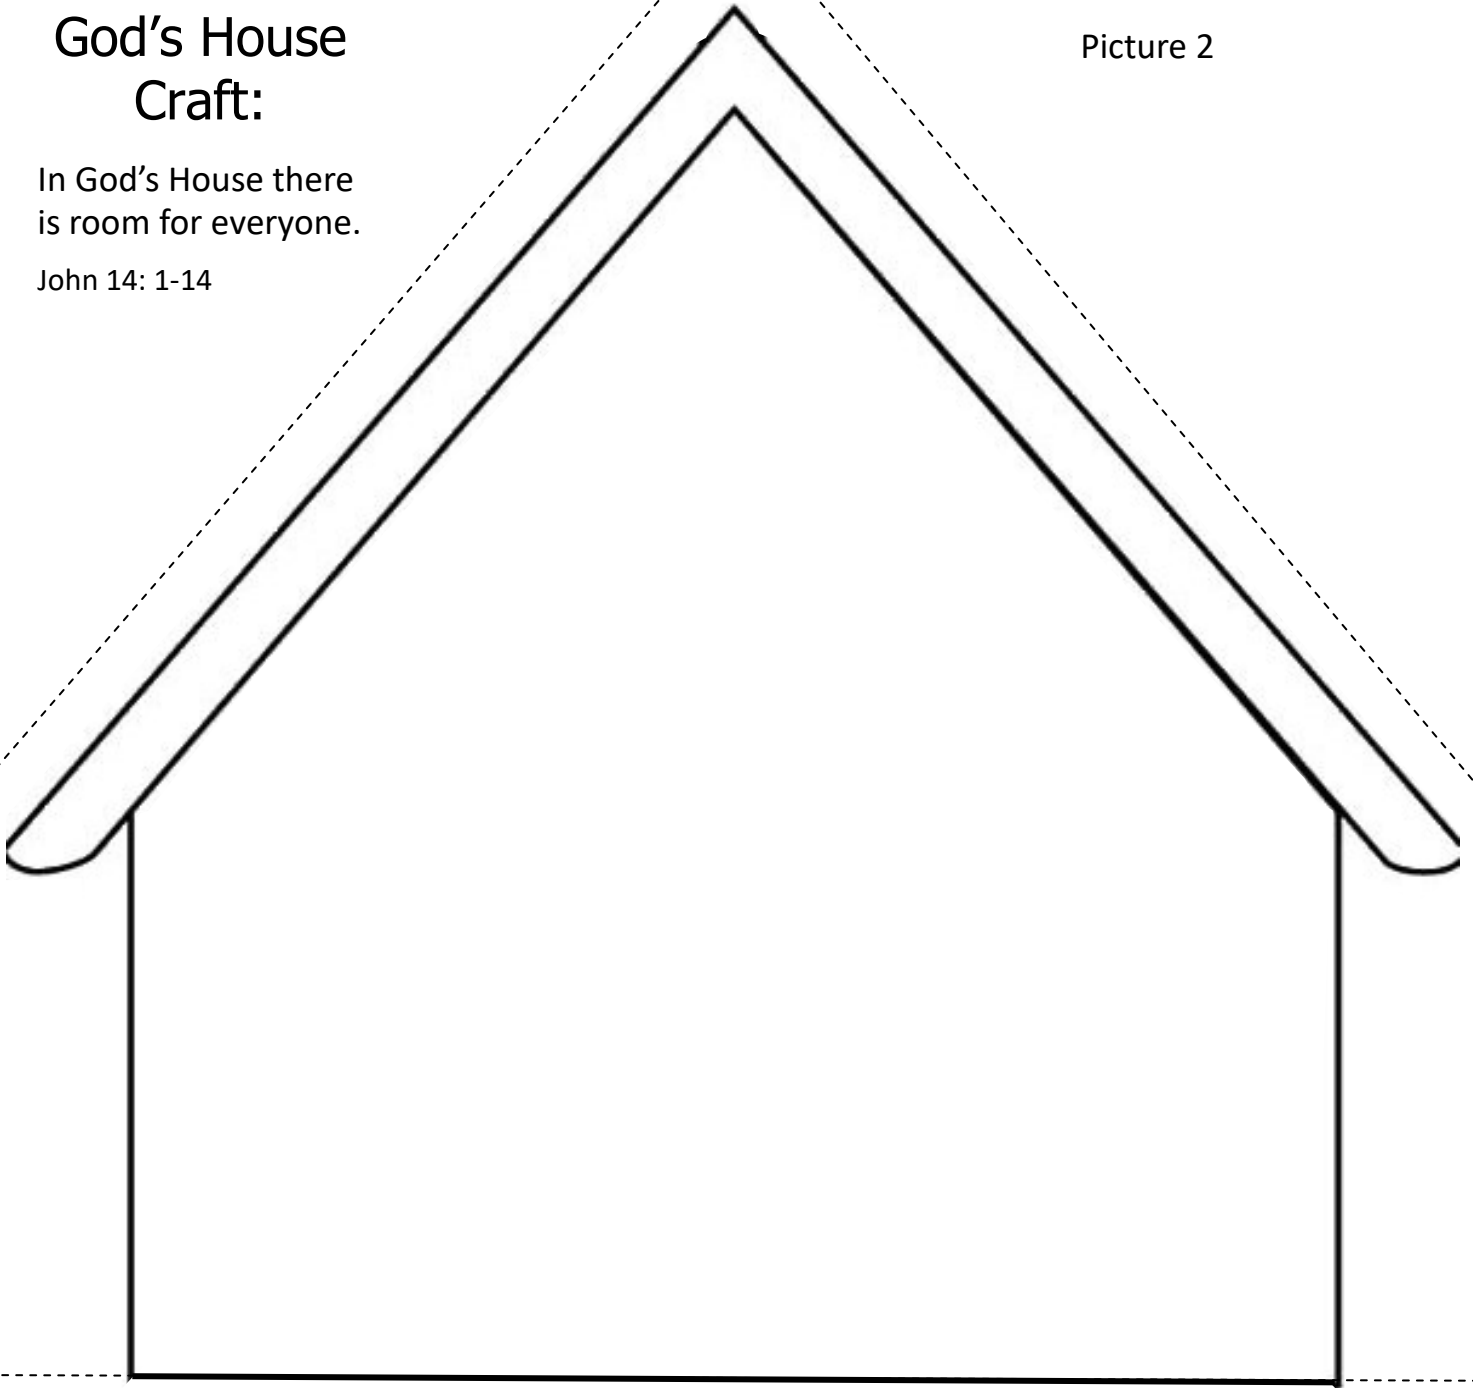 God’s House
Craft:
Picture 2
In God’s House there
is room for everyone.
John 14: 1-14